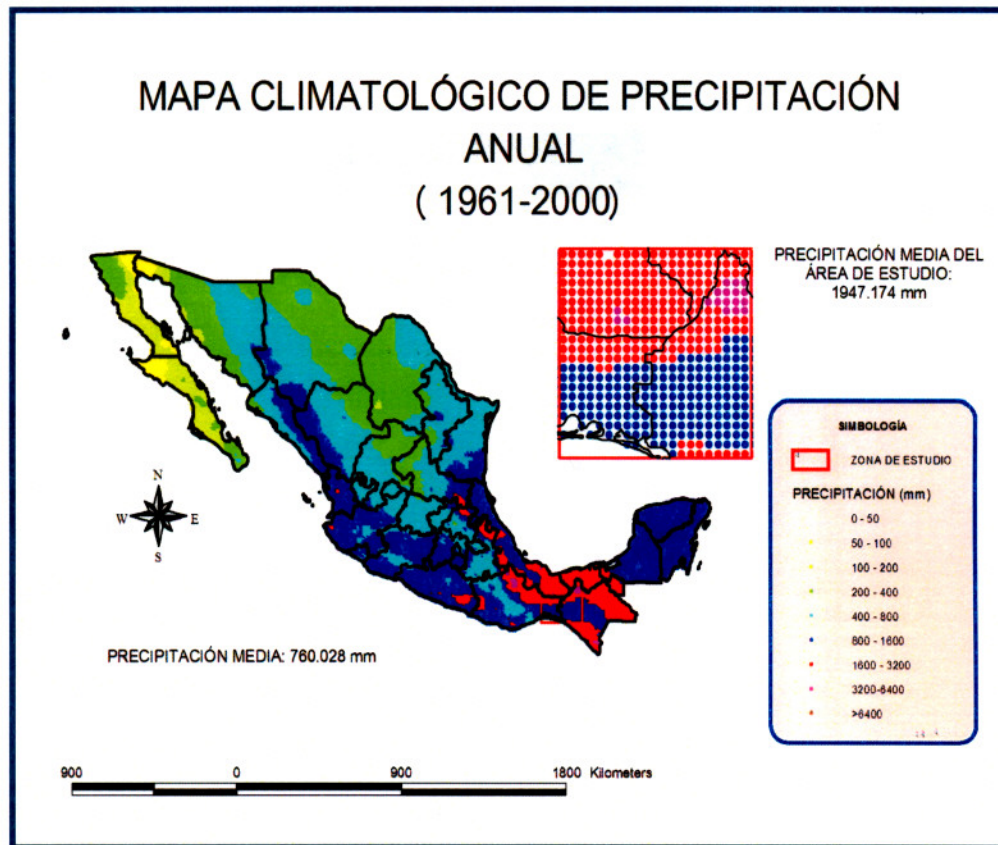 MAPA CLIMATOLÓGICO DE PRECIPITACIÓN
ANUAL
( 1961-2000)
PRECIPITACIÓN MEDIA DEL
ÁREA DE ESTUDIO:
1947.174 mm
SIMBOLOGÍA
ZONA DE ESTUDIO
PRECIPITACIÓN (mm)
0 - 50
50 - 100
100 - 200
200 - 400
400 - 800
800 - 1600
1600 - 3200
3200-6400
>6400
N
W E
S
PRECIPITACIÓN MEDIA: 760.028 mm
900 0 900 1800 Kilometers